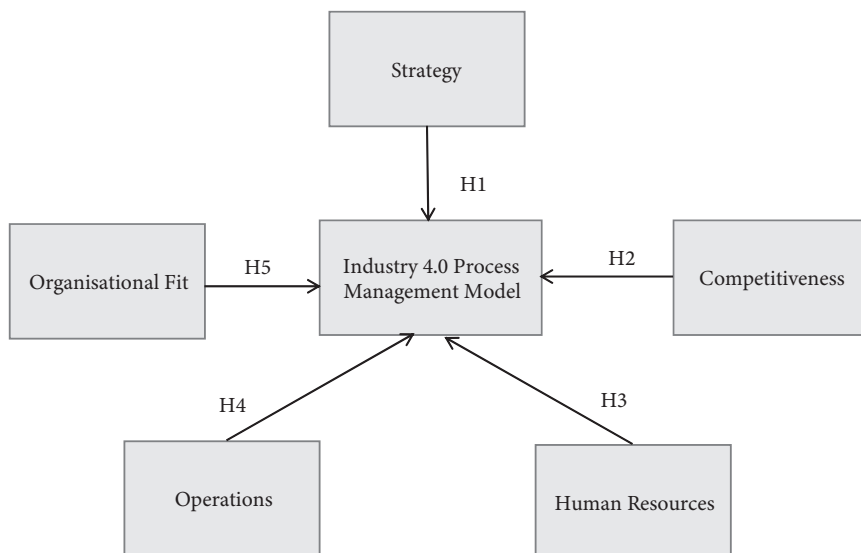 Strategy
H1
Organisational Fit
H5
Industry 4.0 Process
Management Model
H2
Competitiveness
H4
H3
Operations
Human Resources